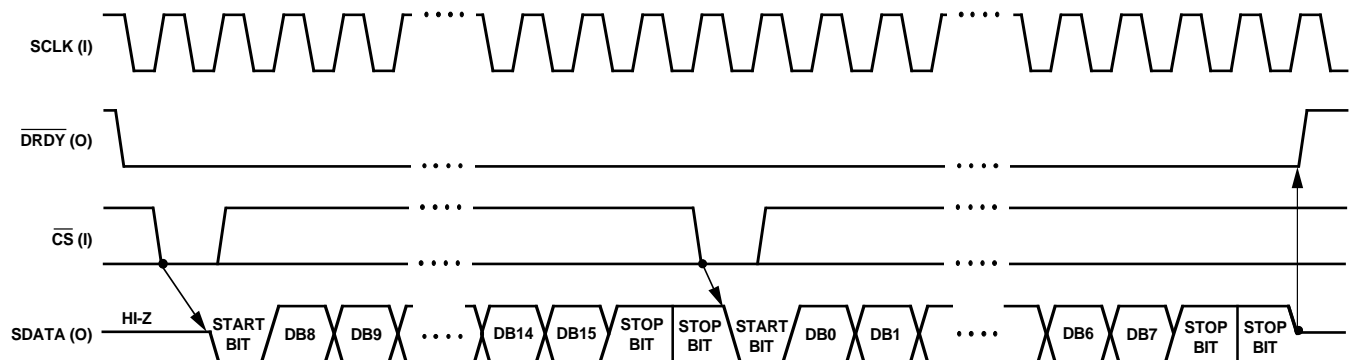 SCLK (I)
DRDY (O)
CS (I)
SDATA (O)
HI-Z
START BIT
DB8
DB9
DB14
DB15
STOP BIT
STOP BIT
START BIT
DB0
DB1
DB6
DB7
STOP BIT
STOP BIT